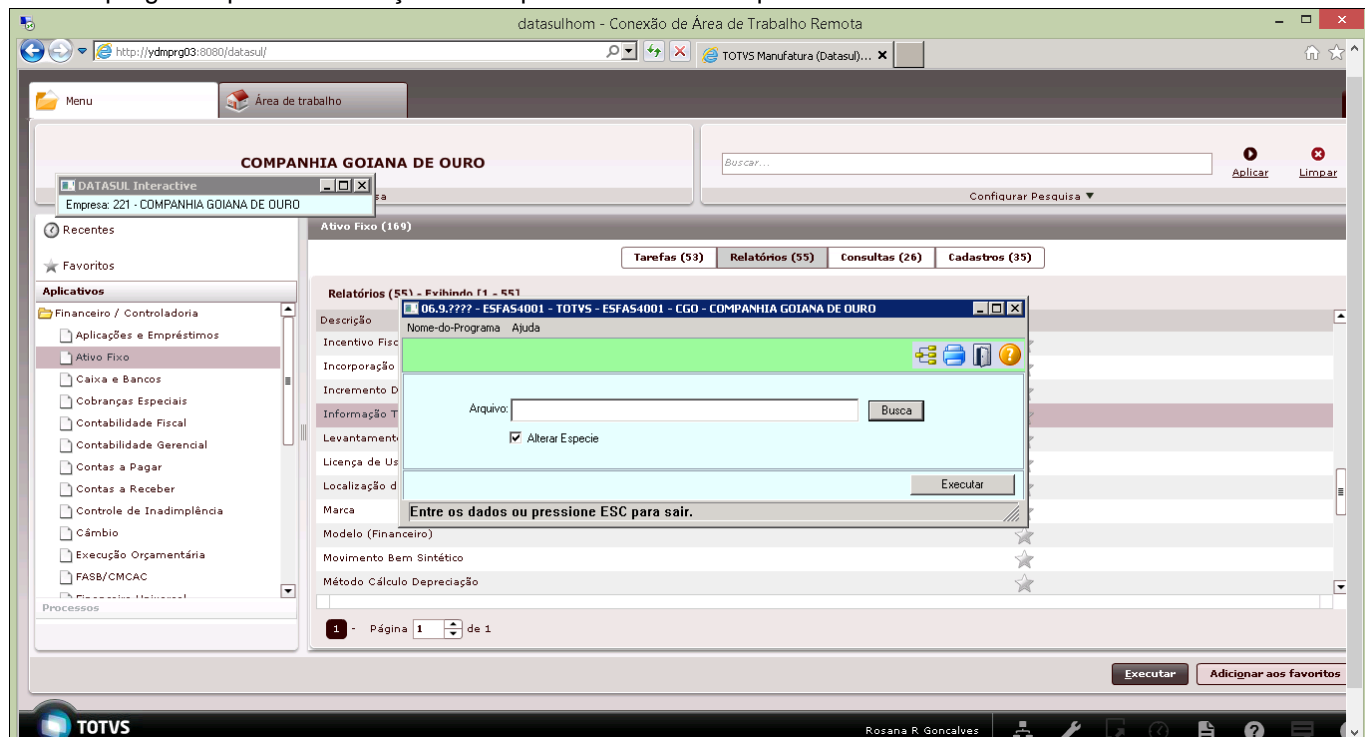 datasulhom - Conexão de Área de Trabalho Remota
http://ydmprg03:8080/datasul/
TOTVS Manufatura (Datasul)...
Menu
Área de trabalho
COMPANHIA GOIANA DE OURO
Buscar...
Aplicar
Limpar
Configurar Pesquisa
DATASUL Interactive
Empresa: 221 - COMPANHIA GOIANA DE OURO
Recentes
Favoritos
Aplicativos
Financeiro / Controladoria
Aplicações e Empréstimos
Ativo Fixo
Caixa e Bancos
Cobranças Especiais
Contabilidade Fiscal
Contabilidade Gerencial
Contas a Pagar
Contas a Receber
Controle de Inadimplência
Câmbio
Execução Orçamentária
FASB/CMCAC
Processos
Ativo Fixo (169)
Tarefas (53)
Relatórios (55)
Consultas (26)
Cadastros (35)
Relatórios (55) - Exibindo [1 - 55]
Descrição
Incentivo Fisc
Incorporação
Incremento D
Informação T
Levantament
Licença de Us
Localização d
Marca
Modelo (Financeiro)
Movimento Bem Sintético
Método Cálculo Depreciação
06.9.???? - ESFAS4001 - TOTVS - ESFAS4001 - CGO - COMPANHIA GOIANA DE OURO
Nome-do-Programa Ajuda
Arquivo:
Busca
Alterar Especie
Executar
Entre os dados ou pressione ESC para sair.
1 - Página 1 de 1
Executar
Adicionar aos favoritos
TOTVS
Rosana R Goncalves